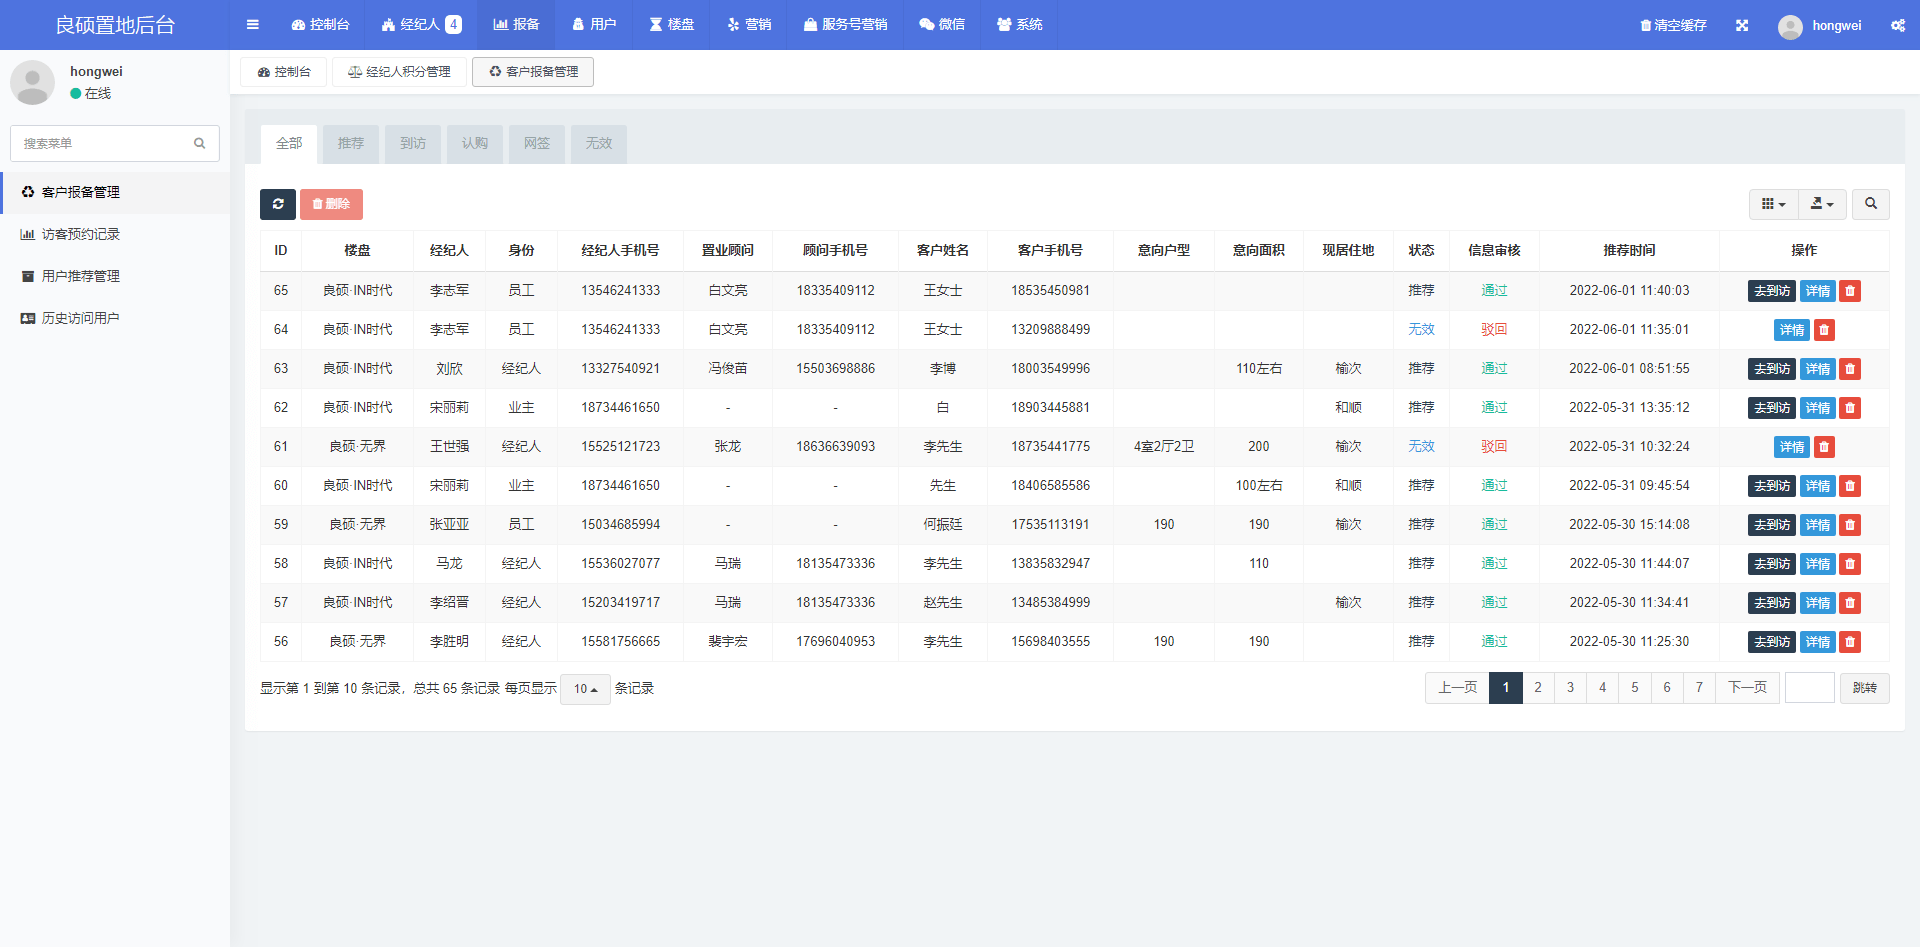 良硕置地后台
控制台 经纪人 4 报备 用户 楼盘 营销 服务号营销 微信 系统 清空缓存 hongwei
hongwei
在线
搜索菜单
客户报备管理
访客预约记录
用户推荐管理
历史访问用户
控制台 经纪人积分管理 客户报备管理
全部 推荐 到访 认购 网签 无效
删除
ID 楼盘 经纪人 身份 经纪人手机号 置业顾问 顾问手机号 客户姓名 客户手机号 意向户型 意向面积 现居住地 状态 信息审核 推荐时间 操作
65 良硕·IN时代 李志军 员工 13546241333 白文亮 18335409112 王女士 18535450981 推荐 通过 2022-06-01 11:40:03 去到访 详情
64 良硕·IN时代 李志军 员工 13546241333 白文亮 18335409112 王女士 13209888499 无效 驳回 2022-06-01 11:35:01 详情
63 良硕·IN时代 刘欣 经纪人 13327540921 冯俊苗 15503698886 李博 18003549996 110左右 榆次 推荐 通过 2022-06-01 08:51:55 去到访 详情
62 良硕·IN时代 宋丽莉 业主 18734461650 - - 白 18903445881 和顺 推荐 通过 2022-05-31 13:35:12 去到访 详情
61 良硕·无界 王世强 经纪人 15525121723 张龙 18636639093 李先生 18735441775 4室2厅2卫 200 榆次 无效 驳回 2022-05-31 10:32:24 详情
60 良硕·IN时代 宋丽莉 业主 18734461650 - - 先生 18406585586 100左右 和顺 推荐 通过 2022-05-31 09:45:54 去到访 详情
59 良硕·无界 张亚亚 员工 15034685994 - - 何振廷 17535113191 190 190 榆次 推荐 通过 2022-05-30 15:14:08 去到访 详情
58 良硕·IN时代 马龙 经纪人 15536027077 马瑞 18135473336 李先生 13835832947 110 推荐 通过 2022-05-30 11:44:07 去到访 详情
57 良硕·IN时代 李绍晋 经纪人 15203419717 马瑞 18135473336 赵先生 13485384999 榆次 推荐 通过 2022-05-30 11:34:41 去到访 详情
56 良硕·无界 李胜明 经纪人 15581756665 裴宇宏 17696040953 李先生 15698403555 190 190 推荐 通过 2022-05-30 11:25:30 去到访 详情
显示第 1 到第 10 条记录，总共 65 条记录 每页显示 10 条记录 上一页 1 2 3 4 5 6 7 下一页 跳转